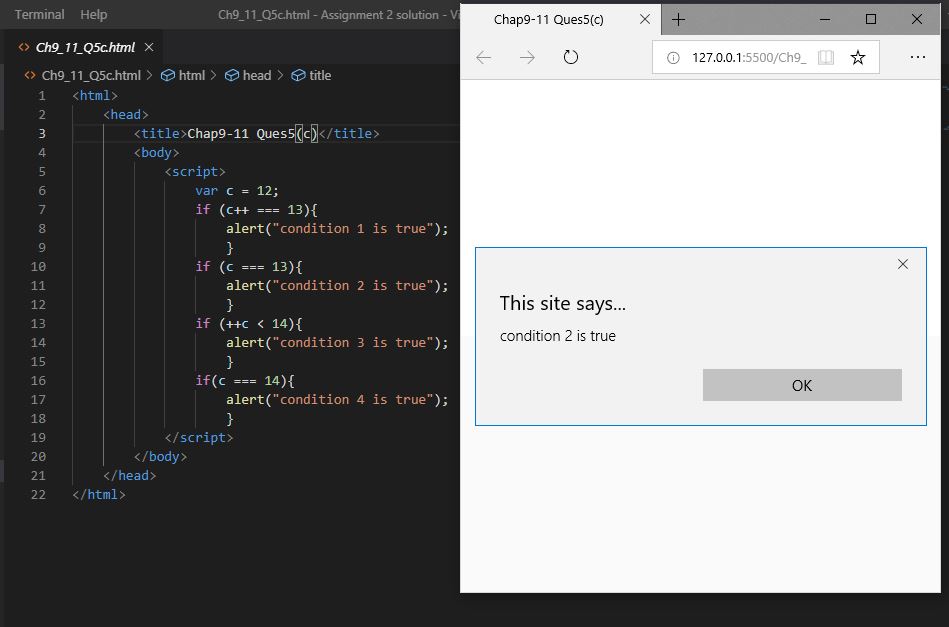 Terminal Help Ch9_11_Q5c.html - Assignment 2 solution - Vi
Ch9_11_Q5c.html
Ch9_11_Q5c.html > html > head > title
1 <html>
2 <head>
3 <title>Chap9-11 Ques5(c)</title>
4 <body>
5 <script>
6 var c = 12;
7 if (c++ === 13){
8 alert("condition 1 is true");
9 }
10 if (c === 13){
11 alert("condition 2 is true");
12 }
13 if (++c < 14){
14 alert("condition 3 is true");
15 }
16 if(c === 14){
17 alert("condition 4 is true");
18 }
19 </script>
20 </body>
21 </head>
22 </html>
Chap9-11 Ques5(c)
127.0.0.1:5500/Ch9_
This site says...
condition 2 is true
OK